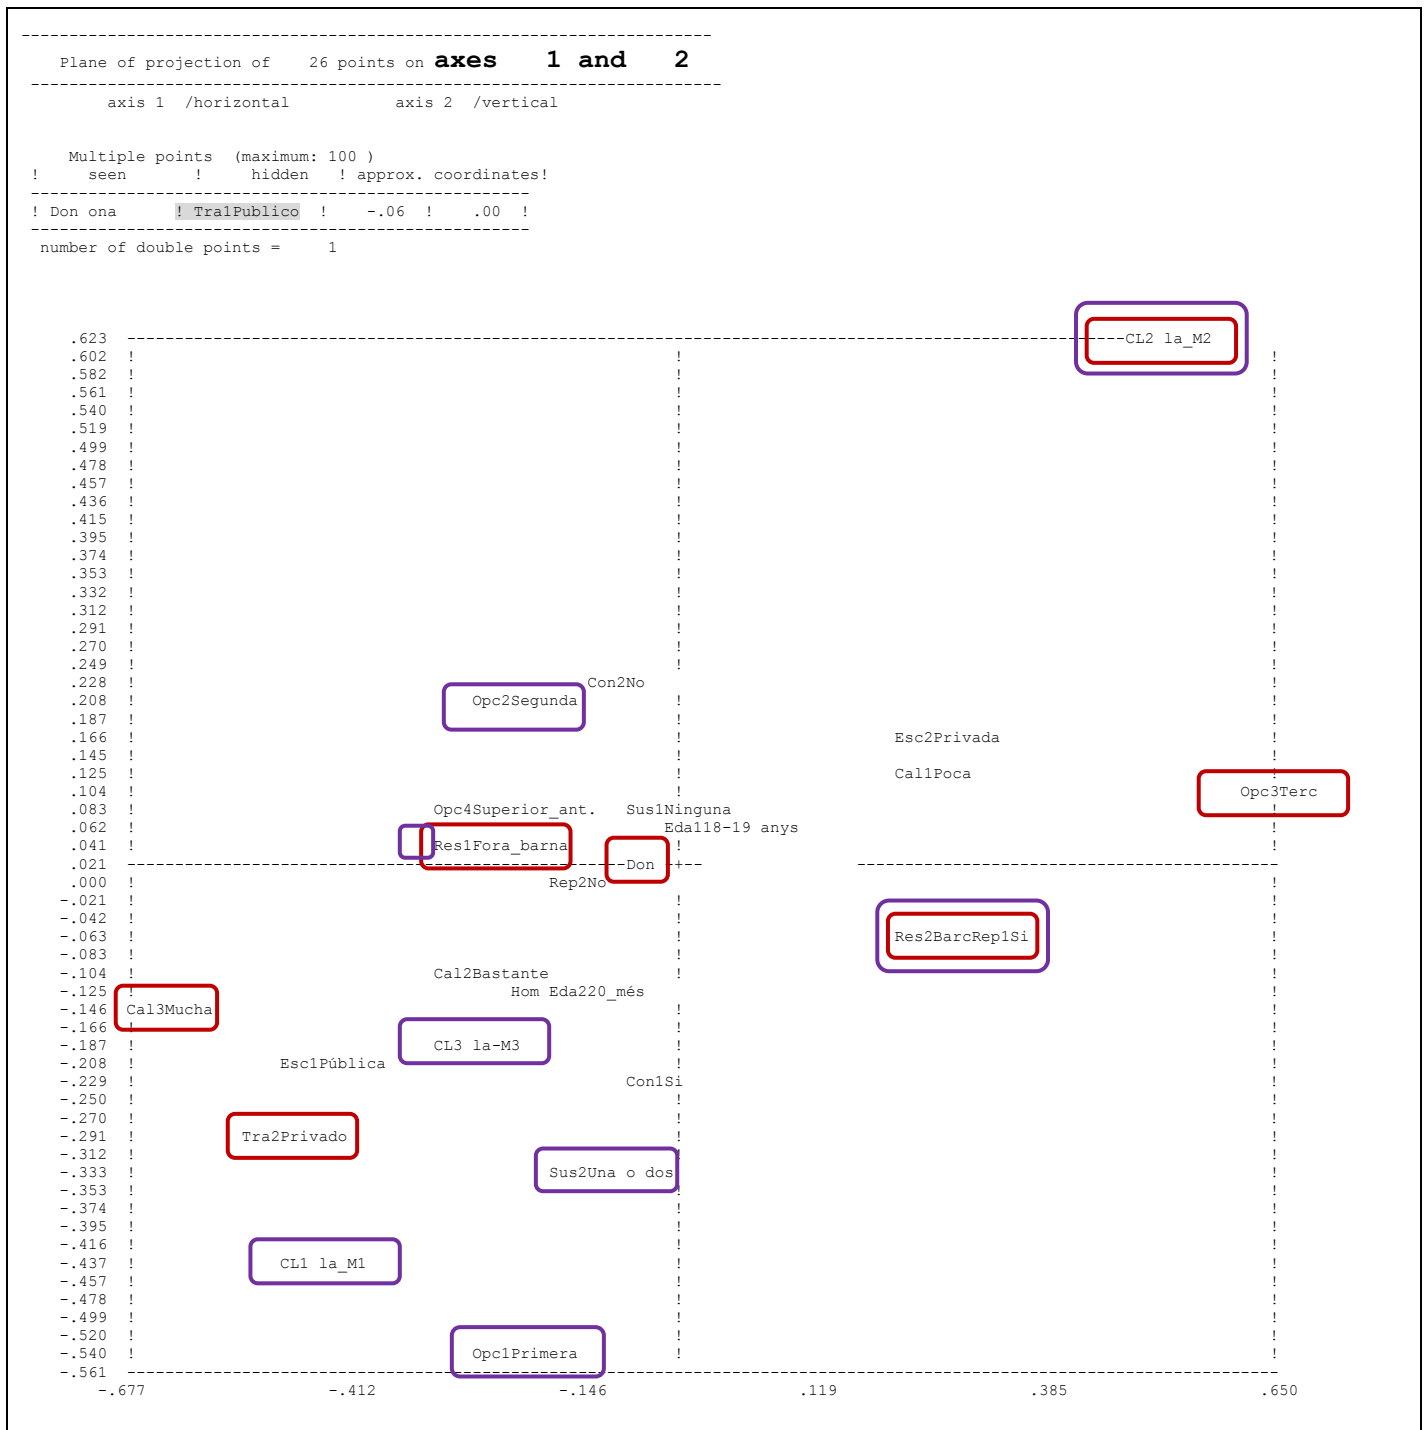 -----------------------------------------------------------------------
Plane of projection of    26 points on axes   1 and   2
-----------------------------------------------------------------------
axis 1  /horizontal           axis 2  /vertical
Multiple points  (maximum: 100 )
!     seen       !     hidden   ! approx. coordinates!
----------------------------------------------------
! Don ona      ! Tra1Publico  !    -.06  !    .00  !
----------------------------------------------------
number of double points =     1
.623 ---CL2 la_M2
.602 ! ! !
.582 ! ! !
.561 ! ! !
.540 ! ! !
.519 ! ! !
.499 ! ! !
.478 ! ! !
.457 ! ! !
.436 ! ! !
.415 ! ! !
.395 ! ! !
.374 ! ! !
.353 ! ! !
.332 ! ! !
.312 ! ! !
.291 ! ! !
.270 ! ! !
.249 ! ! !
.228 ! Con2No !
.208 ! Opc2Segunda ! !
.187 ! ! !
.166 ! ! Esc2Privada !
.145 ! ! !
.125 ! ! Cal1Poca !
.104 ! ! Opc3Terc
.083 ! Opc4Superior_ant. Sus1Ninguna !
.062 ! Eda118-19 anys !
.041 ! Res1Fora_barna ! !
.021 ---Don -+-- ---
.000 ! Rep2No !
-.021 ! ! !
-.042 ! ! !
-.063 ! ! Res2BarcRep1Si !
-.083 ! ! !
-.104 ! Cal2Bastante ! !
-.125 ! Hom Eda220_més !
-.146 Cal3Mucha ! !
-.166 ! ! !
-.187 ! CL3 la-M3 ! !
-.208 ! Esc1Pública ! !
-.229 ! Con1Si !
-.250 ! ! !
-.270 ! ! !
-.291 ! Tra2Privado ! !
-.312 ! ! !
-.333 ! Sus2Una o dos !
-.353 ! ! !
-.374 ! ! !
-.395 ! ! !
-.416 ! ! !
-.437 ! CL1 la_M1 ! !
-.457 ! ! !
-.478 ! ! !
-.499 ! ! !
-.520 ! ! !
-.540 ! Opc1Primera ! !
-.561 ---
-.677 -.412 -.146 .119 .385 .650